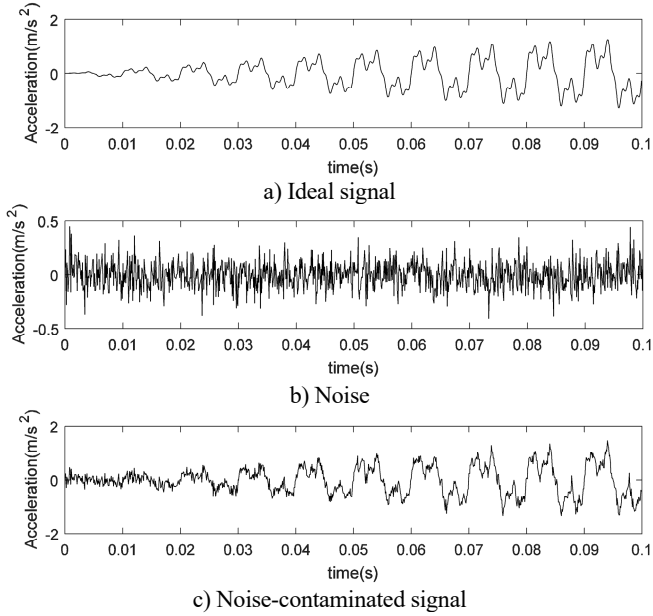 Acceleration(m/s²)
2
0
-2
0 0.01 0.02 0.03 0.04 0.05 0.06 0.07 0.08 0.09 0.1
time(s)
a) Ideal signal
Acceleration(m/s²)
0.5
0
-0.5
0 0.01 0.02 0.03 0.04 0.05 0.06 0.07 0.08 0.09 0.1
time(s)
b) Noise
Acceleration(m/s²)
2
0
-2
0 0.01 0.02 0.03 0.04 0.05 0.06 0.07 0.08 0.09 0.1
time(s)
c) Noise-contaminated signal